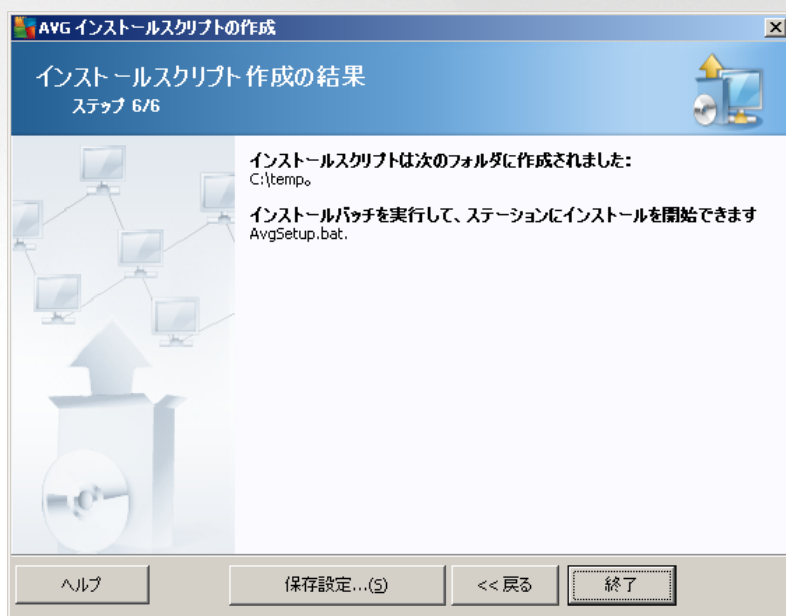 AVG インストールスクリプトの作成
インストールスクリプト作成の結果
ステップ 6/6
インストールスクリプトは次のフォルダに作成されました:
C:\temp。
インストールバッチを実行して、ステーションにインストールを開始できます
AvgSetup.bat.
ヘルプ
保存設定...(S)
<< 戻る
終了